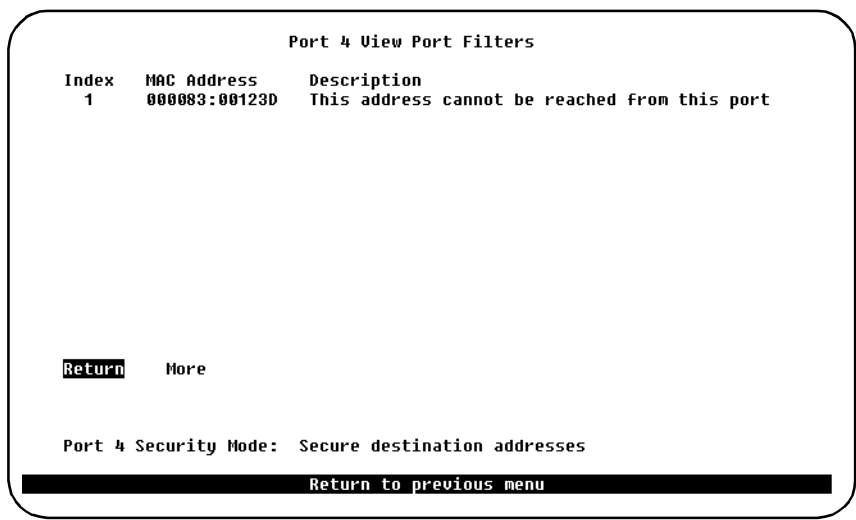 Port 4 View Port Filters
Index MAC Address Description
1 000083:00123D This address cannot be reached from this port
Return More
Port 4 Security Mode: Secure destination addresses
Return to previous menu